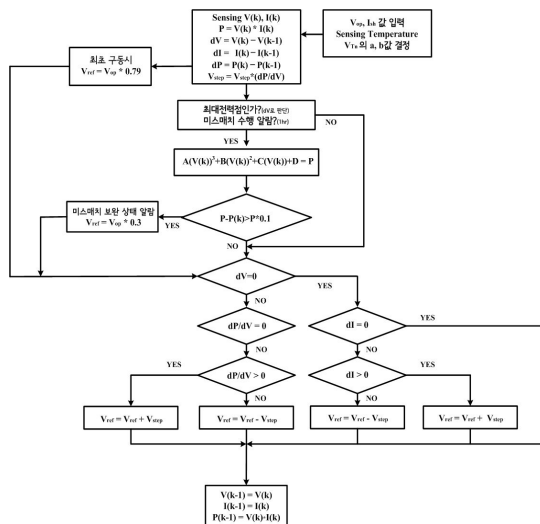 Sensing V(k), I(k)
P = V(k) * I(k)
dV = V(k) − V(k-1)
dI = I(k) − I(k-1)
dP = P(k) − P(k-1)
Vstep = Vstep*(dP/dV)
Vop, Ish 값 입력
Sensing Temperature
VTn 의 a, b값 결정
최초 구동시
Vref = Vop * 0.79
최대전력점인가?(dV로 판단)
미스매치 수행 알람?(1hr)
NO
YES
A(V(k))³+B(V(k))²+C(V(k))+D = P
미스매치 보완 상태 알람
Vref = Vop * 0.3
YES
P-P(k)>P*0.1
NO
dV=0
YES
NO
dP/dV = 0
dI = 0
YES
NO
NO
YES
dP/dV > 0
dI > 0
YES
NO
NO
Vref = Vref + Vstep
Vref = Vref - Vstep
Vref = Vref - Vstep
Vref = Vref + Vstep
V(k-1) = V(k)
I(k-1) = I(k)
P(k-1) = V(k)·I(k)